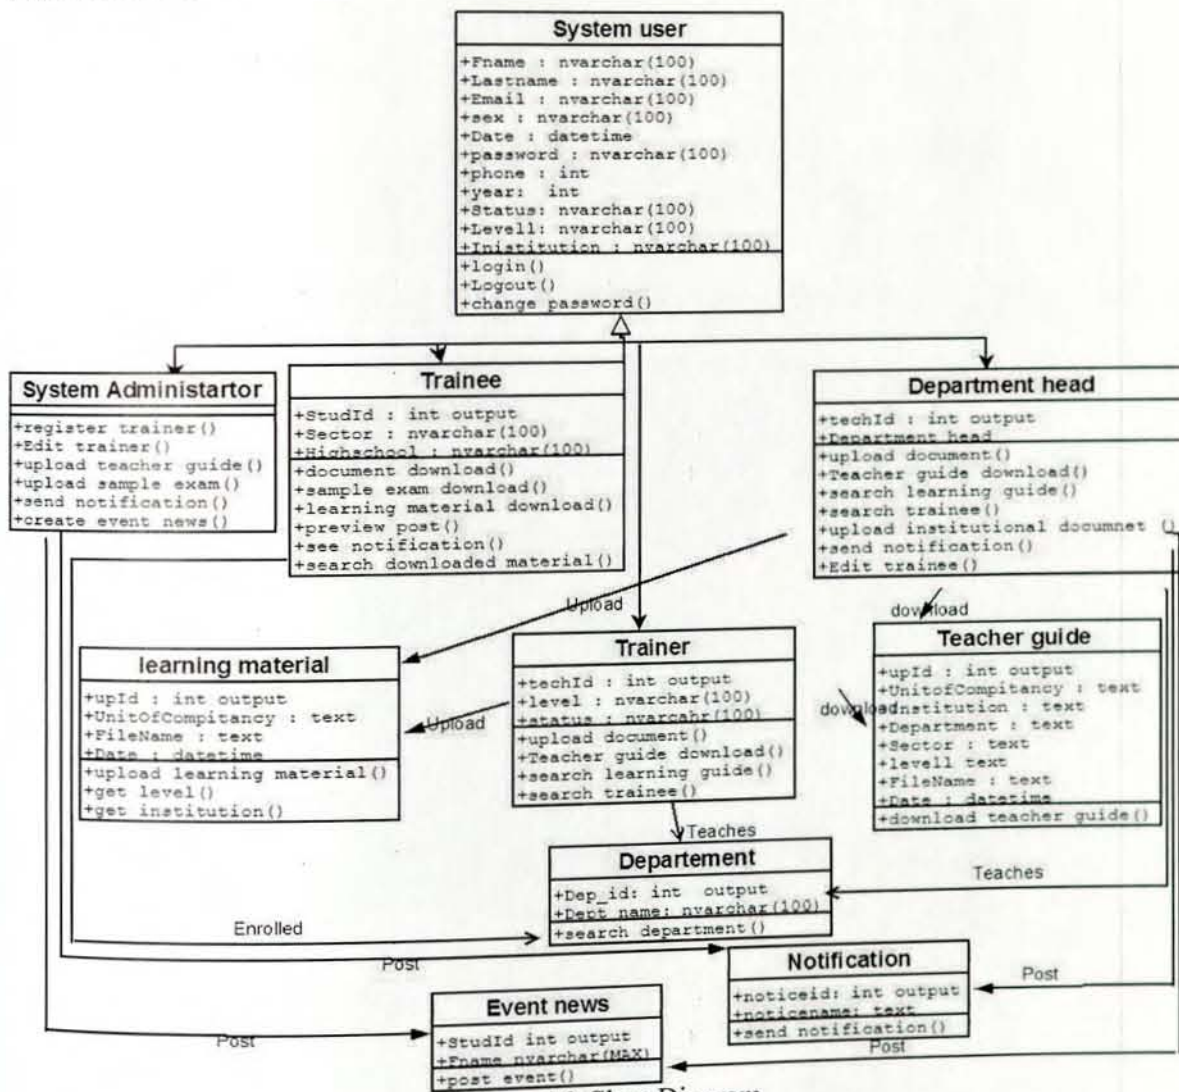 System user
+Fname : nvarchar(100)
+Lastname : nvarchar(100)
+Email : nvarchar(100)
+sex : nvarchar(100)
+Date : datetime
+password : nvarchar(100)
+phone : int
+year: int
+Status: nvarchar(100)
+Levell: nvarchar(100)
+Inistitution : nvarchar(100)
+login()
+Logout()
+change password()
System Administartor
+register trainer()
+Edit trainer()
+upload teacher guide()
+upload sample exam()
+send notification()
+create event news()
Trainee
+StudId : int output
+Sector : nvarchar(100)
+Highschool : nvarchar(100)
+document download()
+sample exam download()
+learning material download()
+preview post()
+see notification()
+search downloaded material()
Department head
+techId : int output
+Department head
+upload document()
+Teacher guide download()
+search learning guide()
+search trainee()
+upload institutional documnet ()
+send notification()
+Edit trainee()
Upload
download
learning material
+upId : int output
+UnitOfCompitancy : text
+FileName : text
+Date : datetime
+upload learning material()
+get level()
+get institution()
Upload
Trainer
+techId : int output
+level : nvarchar(100)
+status : nvarcahr(100)
+upload document()
+Teacher guide download()
+search learning guide()
+search trainee()
download
Teacher guide
+upId : int output
+UnitofCompitancy : text
+Institution : text
+Department : text
+Sector : text
+levell text
+FileName : text
+Date : datetime
+download teacher guide()
Teaches
Departement
+Dep_id: int output
+Dept_name: nvarchar(100)
+search department()
Teaches
Enrolled
Post
Notification
+noticeid: int output
+noticename: text
+send notification()
Post
Event news
+StudId int output
+Fname nvarchar(MAX)
+post event()
Post
Post
Class Diagram